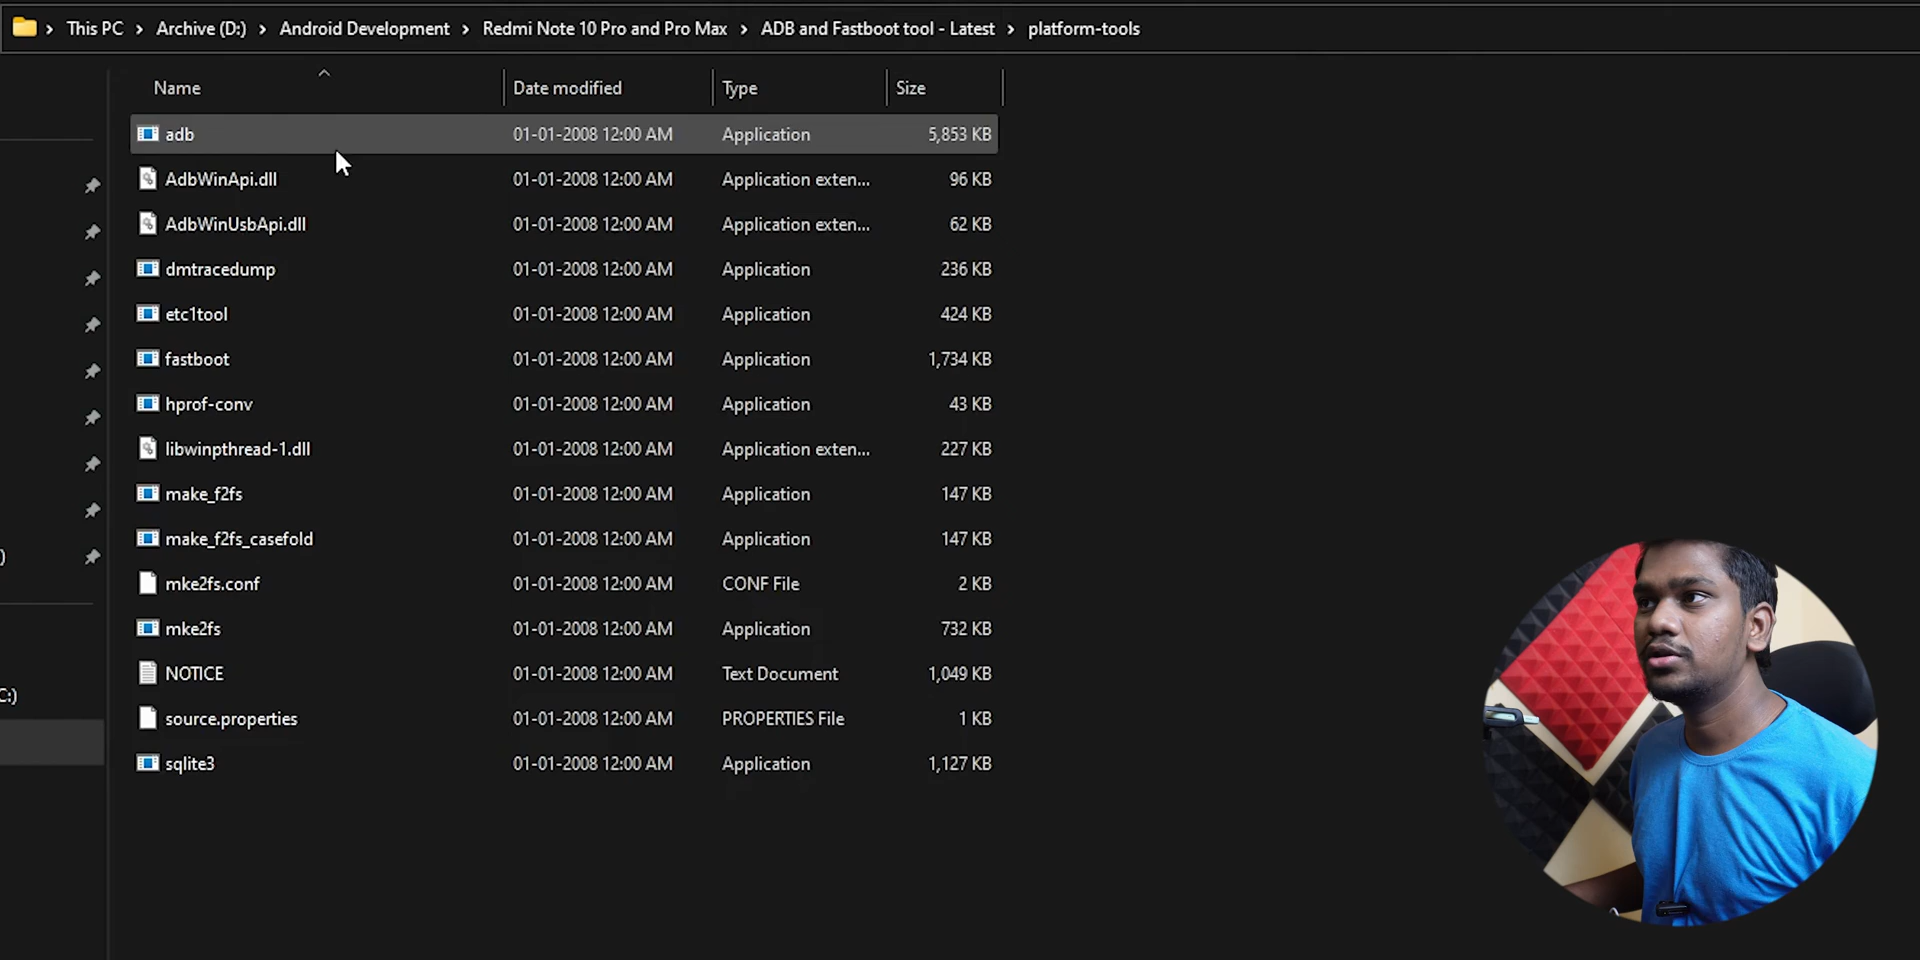 This PC > Archive (D:) > Android Development > Redmi Note 10 Pro and Pro Max > ADB and Fastboot tool - Latest > platform-tools
Name Date modified Type Size
adb 01-01-2008 12:00 AM Application 5,853 KB
AdbWinApi.dll 01-01-2008 12:00 AM Application exten... 96 KB
AdbWinUsbApi.dll 01-01-2008 12:00 AM Application exten... 62 KB
dmtracedump 01-01-2008 12:00 AM Application 236 KB
etc1tool 01-01-2008 12:00 AM Application 424 KB
fastboot 01-01-2008 12:00 AM Application 1,734 KB
hprof-conv 01-01-2008 12:00 AM Application 43 KB
libwinpthread-1.dll 01-01-2008 12:00 AM Application exten... 227 KB
make_f2fs 01-01-2008 12:00 AM Application 147 KB
make_f2fs_casefold 01-01-2008 12:00 AM Application 147 KB
)
mke2fs.conf 01-01-2008 12:00 AM CONF File 2 KB
mke2fs 01-01-2008 12:00 AM Application 732 KB
NOTICE 01-01-2008 12:00 AM Text Document 1,049 KB
C:)
source.properties 01-01-2008 12:00 AM PROPERTIES File 1 KB
sqlite3 01-01-2008 12:00 AM Application 1,127 KB